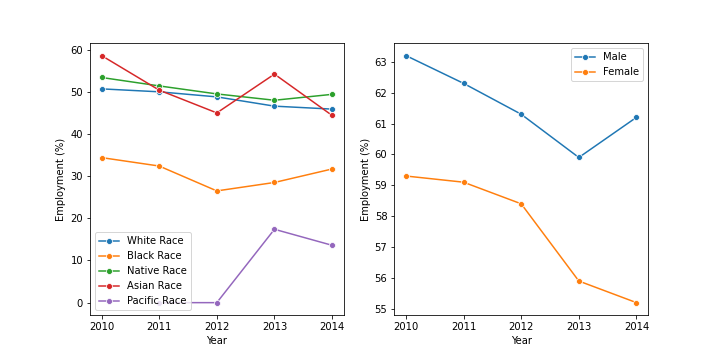 60
50
40
30
20
10
0
Employment (%)
White Race
Black Race
Native Race
Asian Race
Pacific Race
2010 2011 2012 2013 2014
Year
63
62
61
60
59
58
57
56
55
Employment (%)
Male
Female
2010 2011 2012 2013 2014
Year